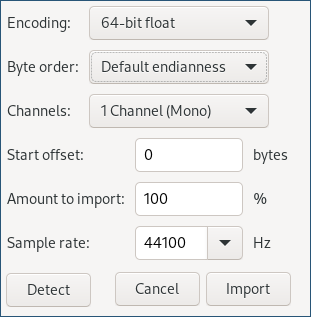 Encoding: 64-bit float
Byte order: Default endianness
Channels: 1 Channel (Mono)
Start offset: 0 bytes
Amount to import: 100 %
Sample rate: 44100 Hz
Detect Cancel Import